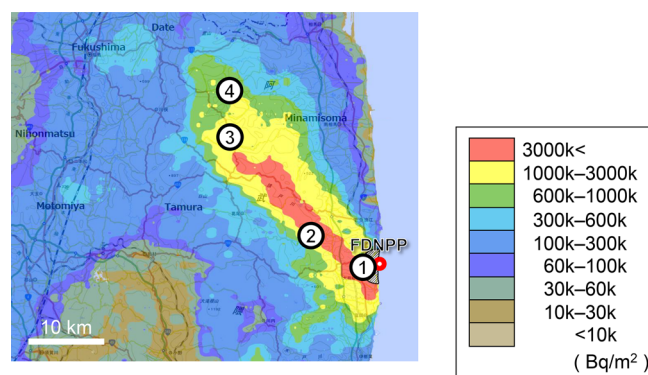 Date
Fukushima
4
Minamisoma
Nihonmatsu
3
Motomiya
Tamura
2
FDNPP
1
10 km
3000k<
1000k–3000k
600k–1000k
300k–600k
100k–300k
60k–100k
30k–60k
10k–30k
<10k
( Bq/m² )